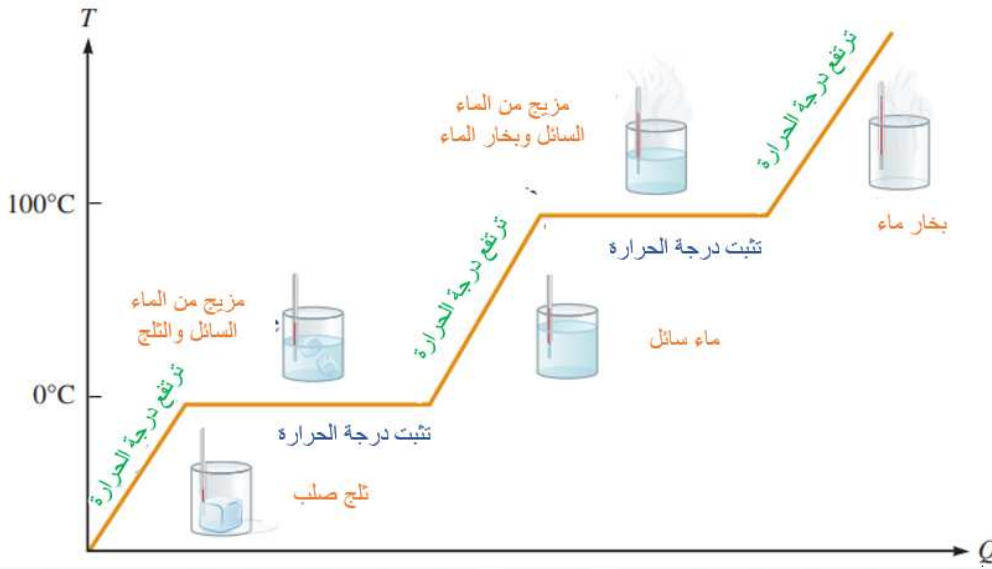 T
ترتفع درجة الحرارة
مزيج من الماء
السائل وبخار الماء
100°C
بخار ماء
تثبت درجة الحرارة
ترتفع درجة الحرارة
مزيج من الماء
السائل والثلج
ماء سائل
0°C
ترتفع درجة الحرارة
تثبت درجة الحرارة
ثلج صلب
Q